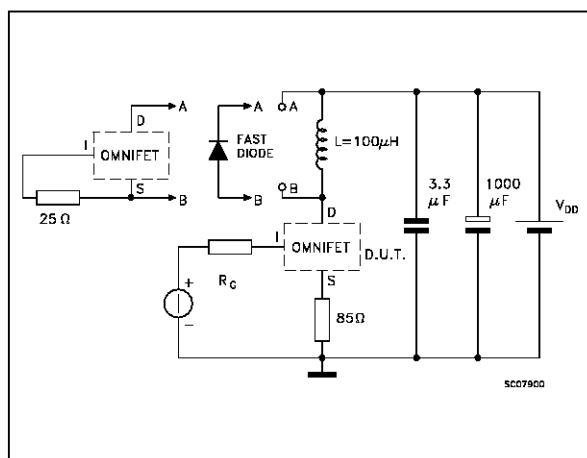 A A A
D
I
OMNIFET
FAST
DIODE
L=100μH
S
B B B
25 Ω
D
I
OMNIFET
D.U.T.
S
R_G
+
-
85Ω
3.3
μF
1000
μF
V_DD
SC07900